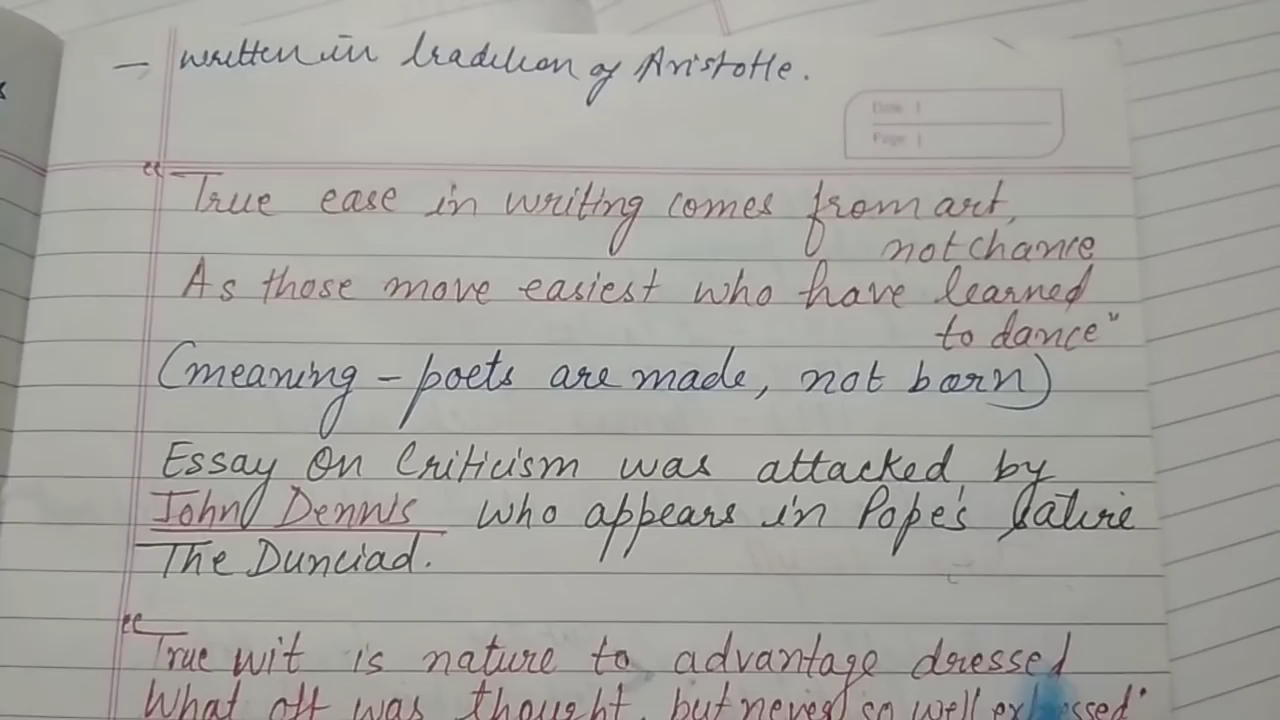 — written in tradition of Aristotle.
Date |
Page |
"True ease in writing comes from art,
not chance
As those move easiest who have learned
to dance"
(meaning - poets are made, not born)
Essay On Criticism was attacked by
John Dennis who appears in Pope's Satire
The Dunciad.
"True wit is nature to advantage dressed
What oft was thought, but never so well expressed"